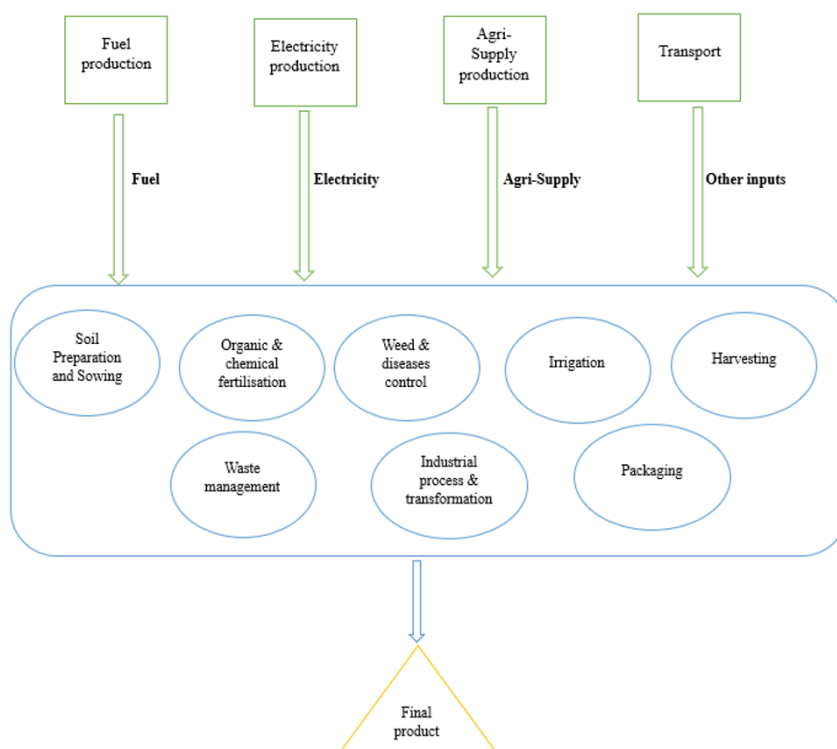 Fuel
production
Electricity
production
Agri-
Supply
production
Transport
Fuel
Electricity
Agri-Supply
Other inputs
Soil
Preparation
and Sowing
Organic &
chemical
fertilisation
Weed &
diseases
control
Irrigation
Harvesting
Waste
management
Industrial
process &
transformation
Packaging
Final
product